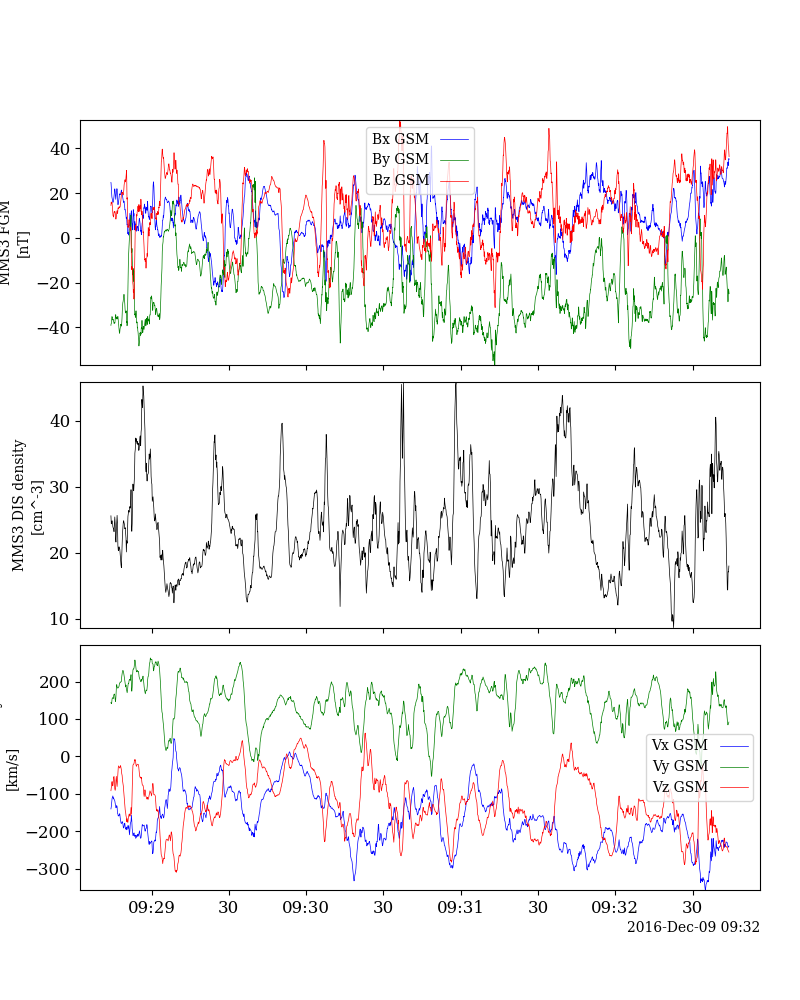 40
20
0
−20
−40
MMS3 FGM
[nT]
Bx GSM
By GSM
Bz GSM
40
30
20
10
MMS3 DIS density
[cm^-3]
200
100
0
−100
−200
−300
[km/s]
Vx GSM
Vy GSM
Vz GSM
09:29
30
09:30
30
09:31
30
09:32
30
2016-Dec-09 09:32